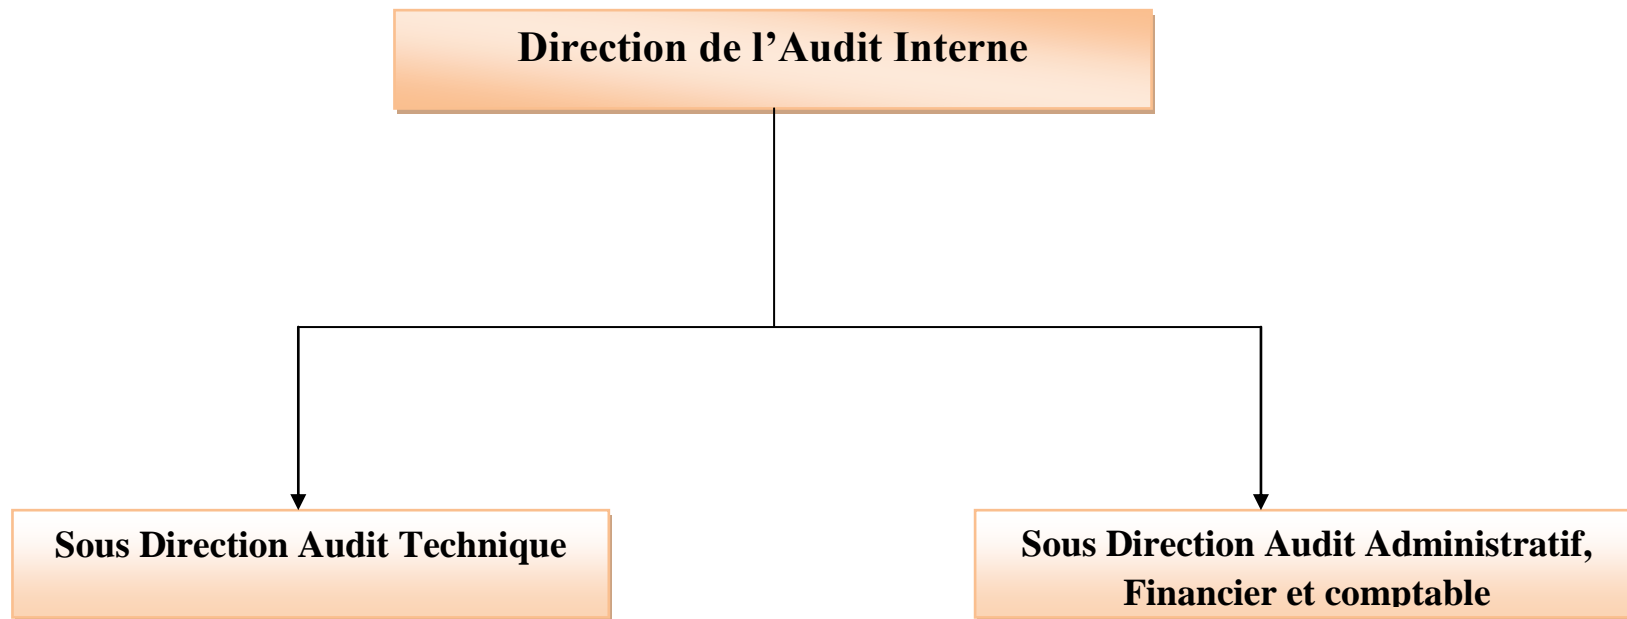 Direction de l’Audit Interne
Sous Direction Audit Technique
Sous Direction Audit Administratif,
Financier et comptable